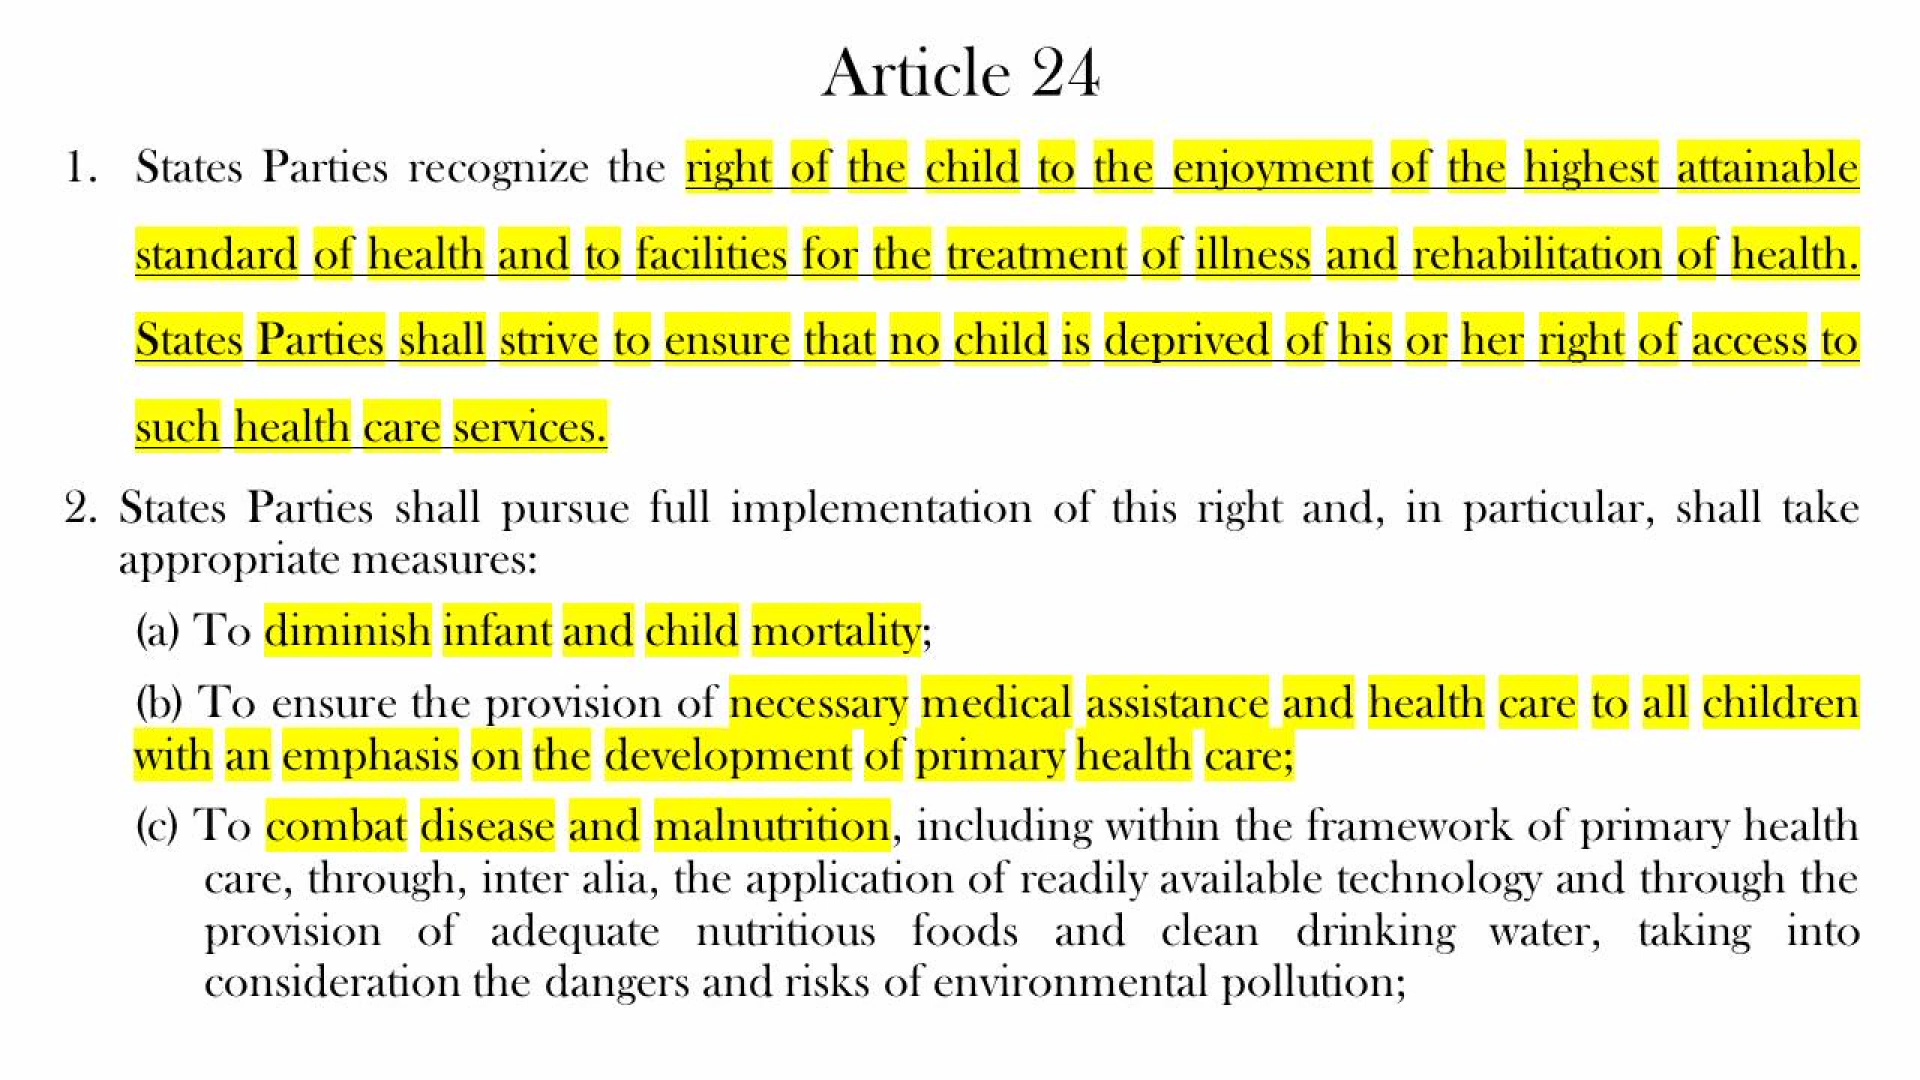 Article 24
1. States Parties recognize the right of the child to the enjoyment of the highest attainable
standard of health and to facilities for the treatment of illness and rehabilitation of health.
States Parties shall strive to ensure that no child is deprived of his or her right of access to
such health care services.
2. States Parties shall pursue full implementation of this right and, in particular, shall take
appropriate measures:
(a) To diminish infant and child mortality;
(b) To ensure the provision of necessary medical assistance and health care to all children
with an emphasis on the development of primary health care;
(c) To combat disease and malnutrition, including within the framework of primary health
care, through, inter alia, the application of readily available technology and through the
provision of adequate nutritious foods and clean drinking water, taking into
consideration the dangers and risks of environmental pollution;